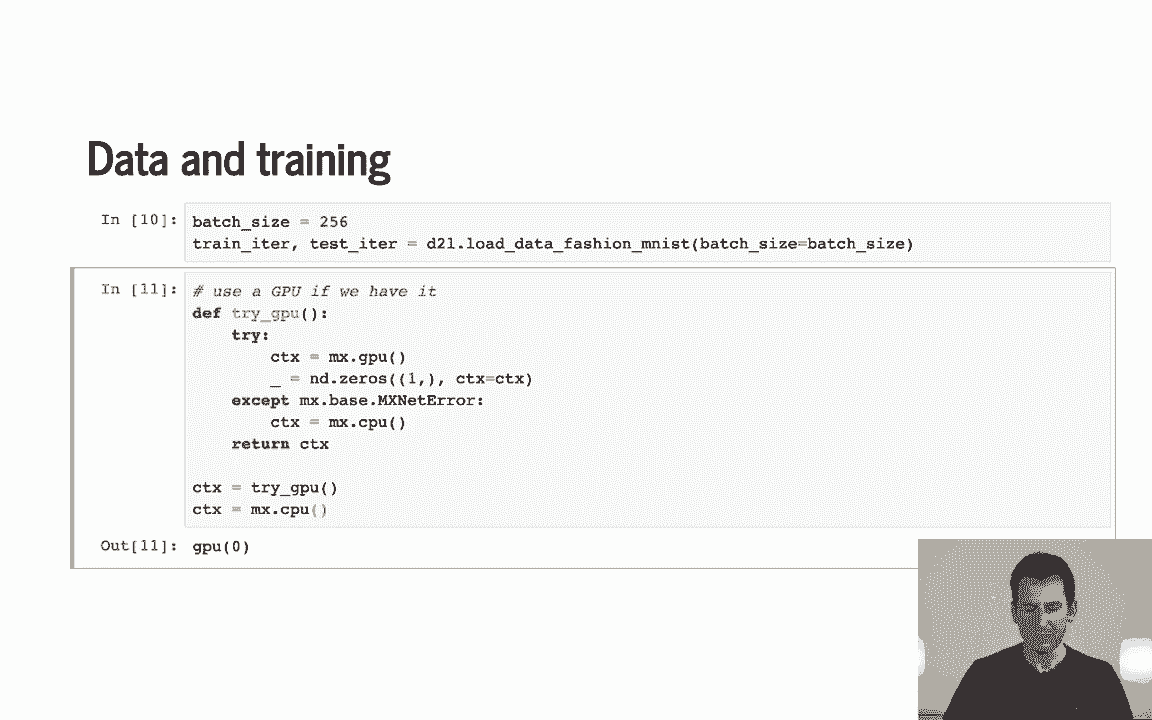 Data and training
In [10]:
batch_size = 256
train_iter, test_iter = d2l.load_data_fashion_mnist(batch_size=batch_size)
In [11]:
# use a GPU if we have it
def try_gpu():
    try:
        ctx = mx.gpu()
        _ = nd.zeros((1,), ctx=ctx)
    except mx.base.MXNetError:
        ctx = mx.cpu()
    return ctx
ctx = try_gpu()
ctx = mx.cpu()
Out[11]: gpu(0)